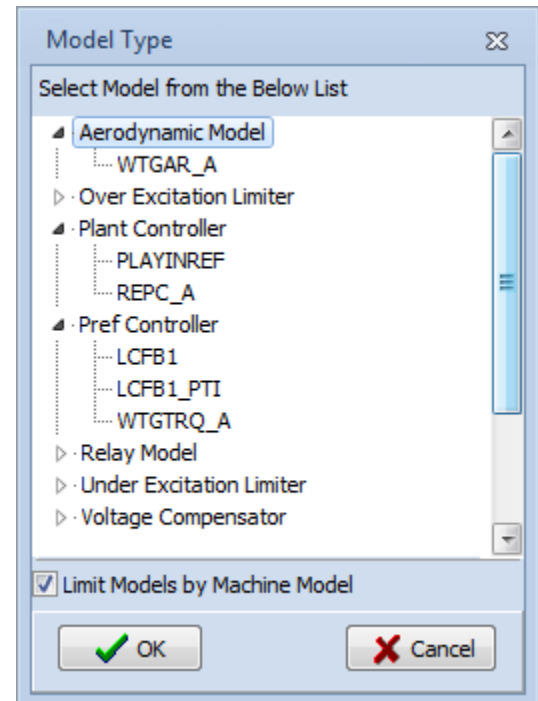 Model Type
Select Model from the Below List
Aerodynamic Model
WTGAR_A
Over Excitation Limiter
Plant Controller
PLAYINREF
REPC_A
Pref Controller
LCFB1
LCFB1_PTI
WTGTRQ_A
Relay Model
Under Excitation Limiter
Voltage Compensator
Limit Models by Machine Model
OK Cancel